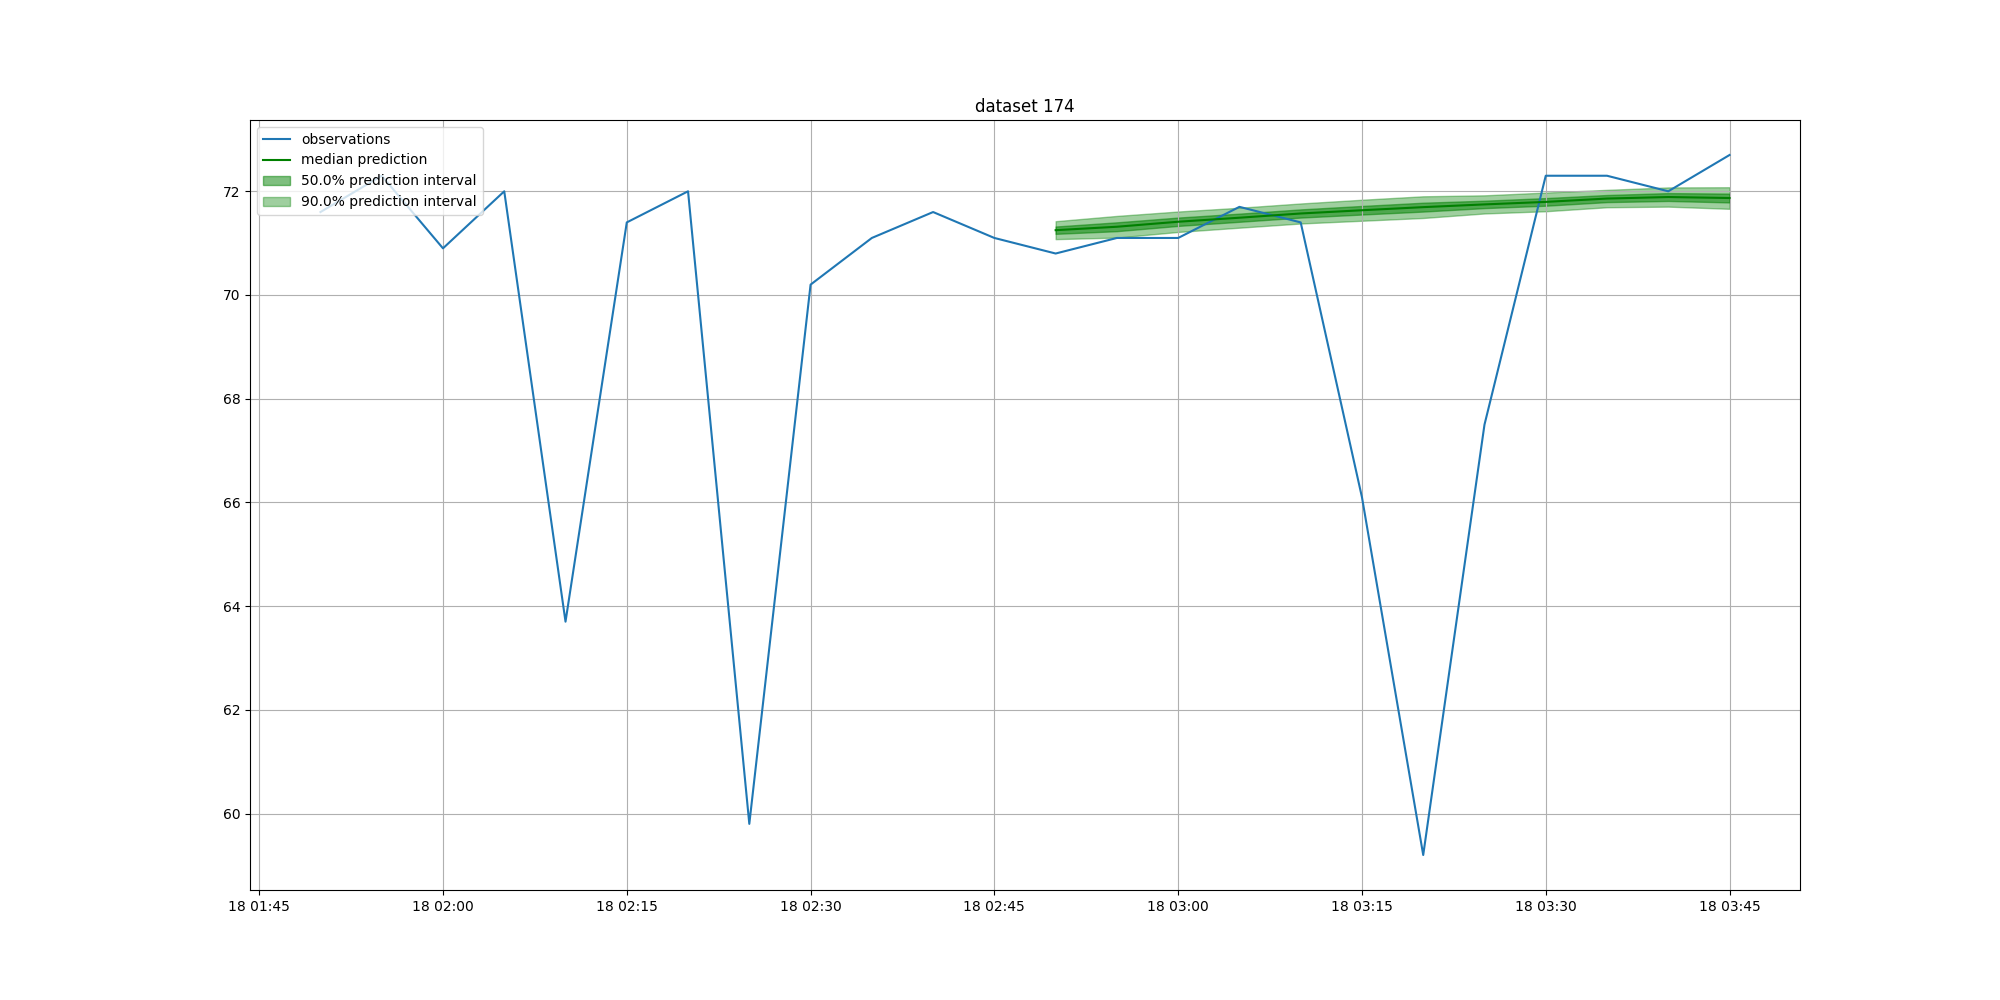 dataset 174
observations
median prediction
50.0% prediction interval
90.0% prediction interval
72
70
68
66
64
62
60
18 01:45 18 02:00 18 02:15 18 02:30 18 02:45 18 03:00 18 03:15 18 03:30 18 03:45